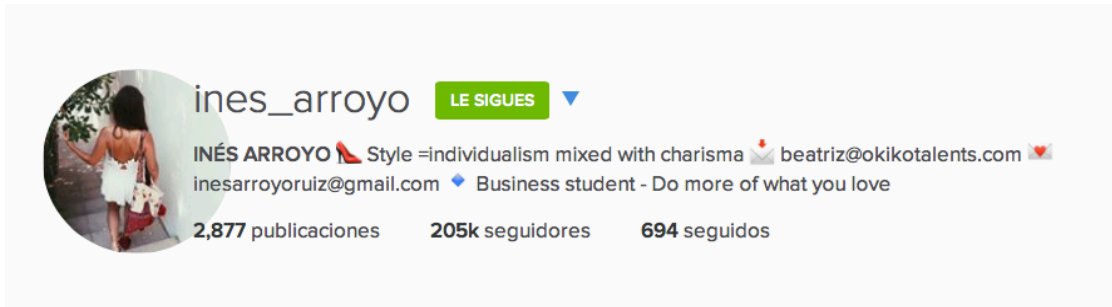 ines_arroyo LE SIGUES
INÉS ARROYO 👠 Style =individualism mixed with charisma 📩 beatriz@okikotalents.com 💌
inesarroyoruiz@gmail.com 🔹 Business student - Do more of what you love
2,877 publicaciones 205k seguidores 694 seguidos